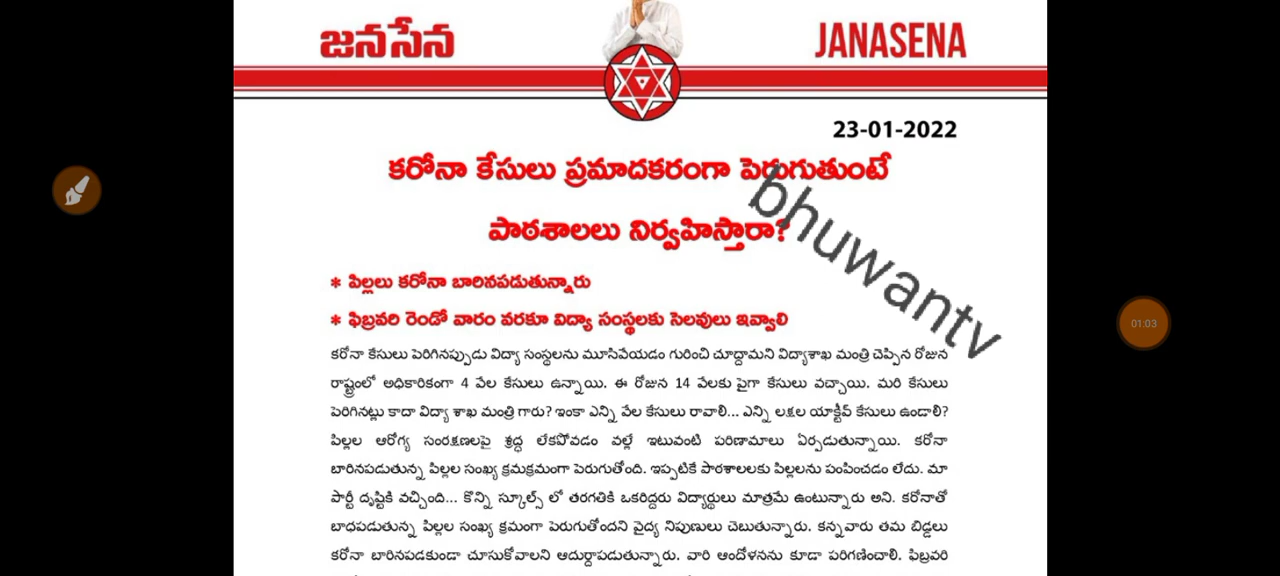 జనసేన JANASENA
23-01-2022
కరోనా కేసులు ప్రమాదకరంగా పెరుగుతుంటే
పాఠశాలలు నిర్వహిస్తారా?
* పిల్లలు కరోనా బారినపడుతున్నారు
* ఫిబ్రవరి రెండో వారం వరకూ విద్యా సంస్థలకు సెలవులు ఇవ్వాలి
bhuwantv
01:03
కరోనా కేసులు పెరిగినప్పుడు విద్యా సంస్థలను మూసివేయడం గురించి చూద్దామని విద్యాశాఖ మంత్రి చెప్పిన రోజున
రాష్ట్రంలో అధికారికంగా 4 వేల కేసులు ఉన్నాయి. ఈ రోజున 14 వేలకు పైగా కేసులు వచ్చాయి. మరి కేసులు
పెరిగినట్లు కాదా విద్యా శాఖ మంత్రి గారు? ఇంకా ఎన్ని వేల కేసులు రావాలి... ఎన్ని లక్షల యాక్టివ్ కేసులు ఉండాలి?
పిల్లల ఆరోగ్య సంరక్షణలపై శ్రద్ధ లేకపోవడం వల్లే ఇటువంటి పరిణామాలు ఏర్పడుతున్నాయి. కరోనా
బారినపడుతున్న పిల్లల సంఖ్య క్రమక్రమంగా పెరుగుతోంది. ఇప్పటికే పాఠశాలలకు పిల్లలను పంపించడం లేదు. మా
పార్టీ దృష్టికి వచ్చింది... కొన్ని స్కూల్స్ లో తరగతికి ఒకరిద్దరు విద్యార్థులు మాత్రమే ఉంటున్నారు అని. కరోనాతో
బాధపడుతున్న పిల్లల సంఖ్య క్రమంగా పెరుగుతోందని వైద్య నిపుణులు చెబుతున్నారు. కన్నవారు తమ బిడ్డలు
కరోనా బారినపడకుండా చూసుకోవాలని ఆదుర్దాపడుతున్నారు. వారి ఆందోళనను కూడా పరిగణించాలి. ఫిబ్రవరి